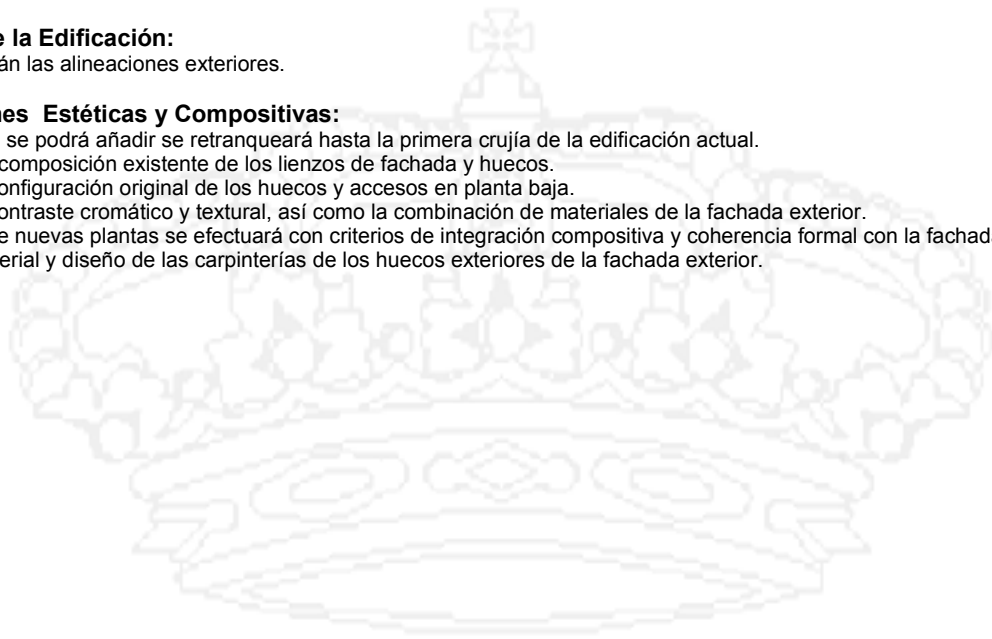 e la Edificación:
án las alineaciones exteriores.
nes Estéticas y Compositivas:
se podrá añadir se retranqueará hasta la primera crujía de la edificación actual.
composición existente de los lienzos de fachada y huecos.
onfiguración original de los huecos y accesos en planta baja.
ontraste cromático y textural, así como la combinación de materiales de la fachada exterior.
e nuevas plantas se efectuará con criterios de integración compositiva y coherencia formal con la fachad
erial y diseño de las carpinterías de los huecos exteriores de la fachada exterior.